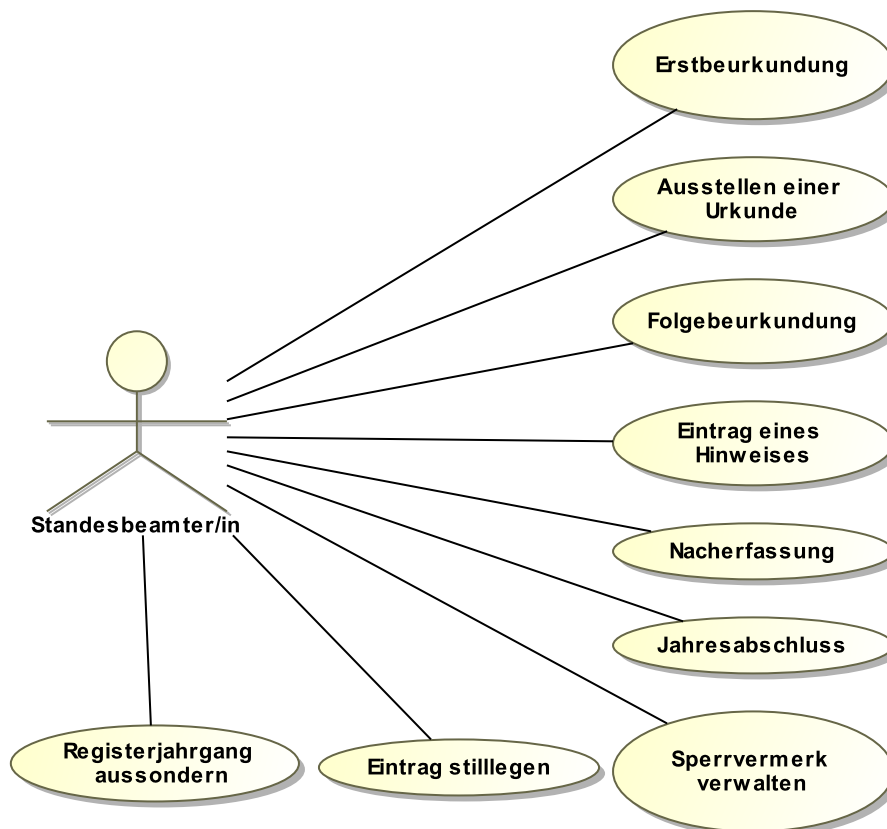 Erstbeurkundung
Ausstellen einer
Urkunde
Folgebeurkundung
Eintrag eines
Hinweises
Standesbeamter/in
Nacherfassung
Jahresabschluss
Registerjahrgang
aussondern
Eintrag stilllegen
Sperrvermerk
verwalten